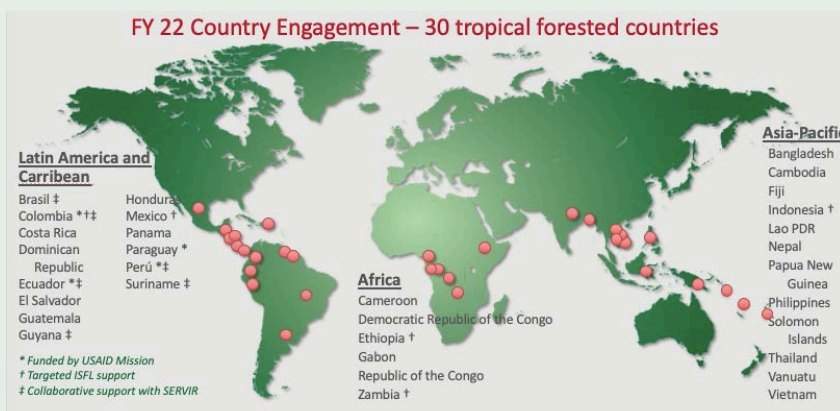 FY 22 Country Engagement – 30 tropical forested countries
Latin America and
Carribean
Brasil ‡
Colombia *†‡
Costa Rica
Dominican
Republic
Ecuador *‡
El Salvador
Guatemala
Guyana ‡
Honduras
Mexico †
Panama
Paraguay *
Perú *‡
Suriname ‡
* Funded by USAID Mission
† Targeted ISFL support
‡ Collaborative support with SERVIR
Africa
Cameroon
Democratic Republic of the Congo
Ethiopia †
Gabon
Republic of the Congo
Zambia †
Asia-Pacific
Bangladesh
Cambodia
Fiji
Indonesia †
Lao PDR
Nepal
Papua New
Guinea
Philippines
Solomon
Islands
Thailand
Vanuatu
Vietnam